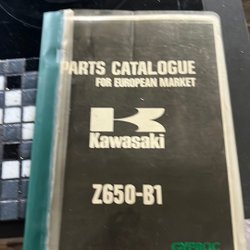 PARTS CATALOGUE
FOR EUROPEAN MARKET
Kawasaki
Z650-B1